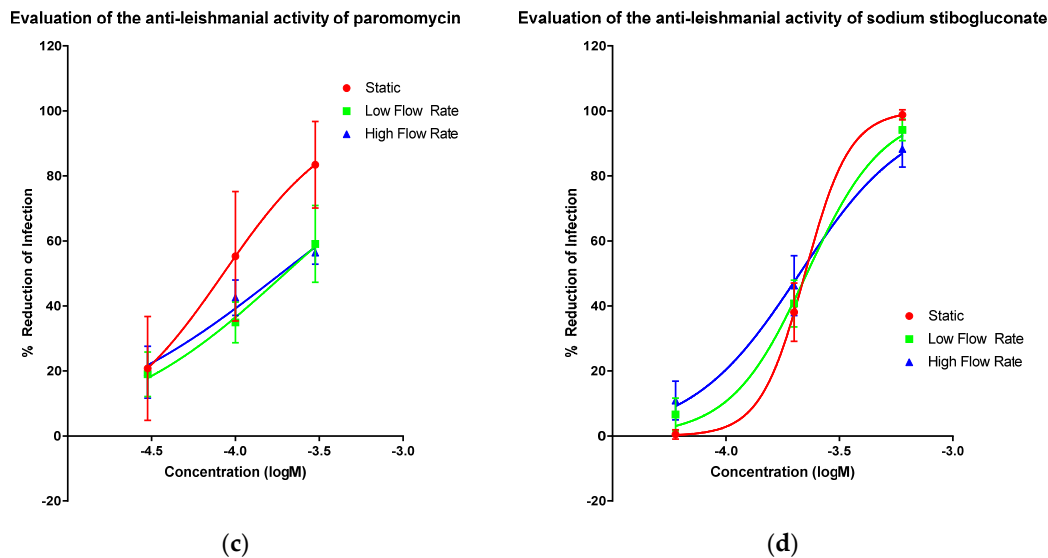 Evaluation of the anti-leishmanial activity of paromomycin
120
100
80
60
40
20
0
-20
% Reduction of Infection
Static
Low Flow Rate
High Flow Rate
-4.5
-4.0
-3.5
-3.0
Concentration (logM)
(c)
Evaluation of the anti-leishmanial activity of sodium stibogluconate
120
100
80
60
40
20
0
-20
% Reduction of Infection
Static
Low Flow Rate
High Flow Rate
-4.0
-3.5
-3.0
Concentration (logM)
(d)